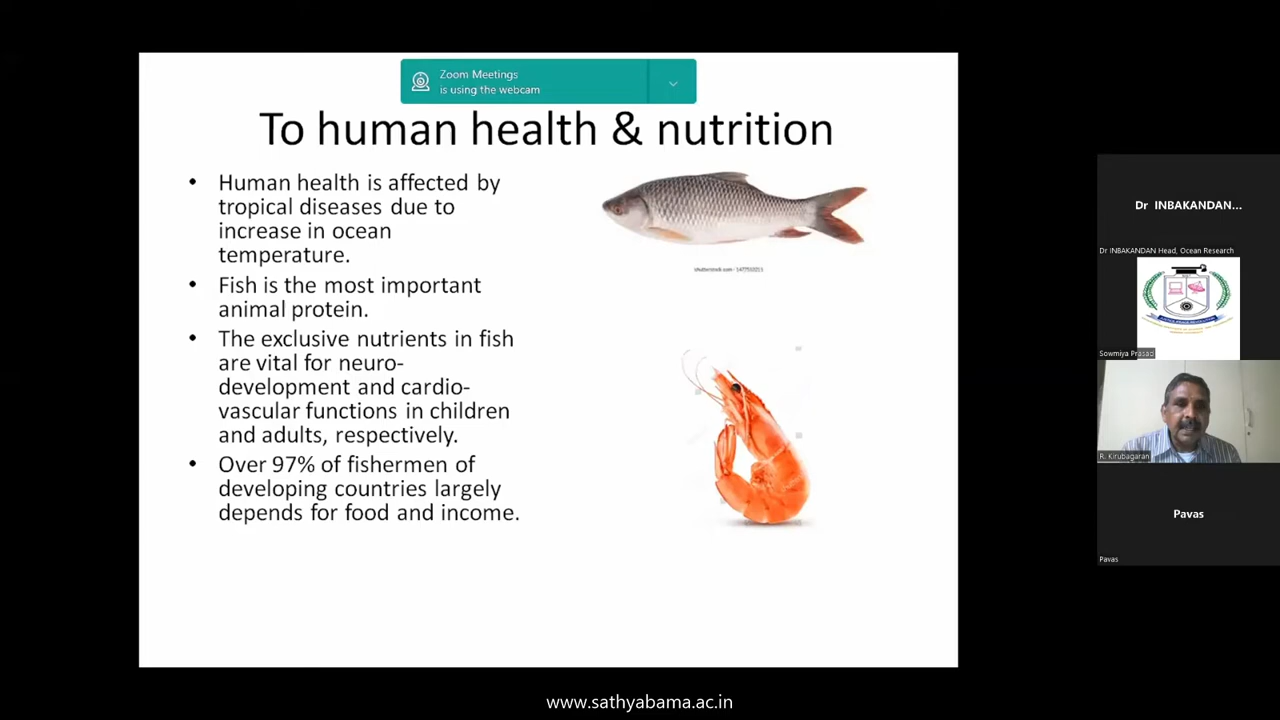 Zoom Meetings
is using the webcam
To human health & nutrition
• Human health is affected by
tropical diseases due to
increase in ocean
temperature.
• Fish is the most important
animal protein.
• The exclusive nutrients in fish
are vital for neuro-
development and cardio-
vascular functions in children
and adults, respectively.
• Over 97% of fishermen of
developing countries largely
depends for food and income.
Dr INBAKANDAN...
Dr INBAKANDAN Head, Ocean Research
Sowmiya Prasad
R. Kirubagaran
Pavas
Pavas
www.sathyabama.ac.in